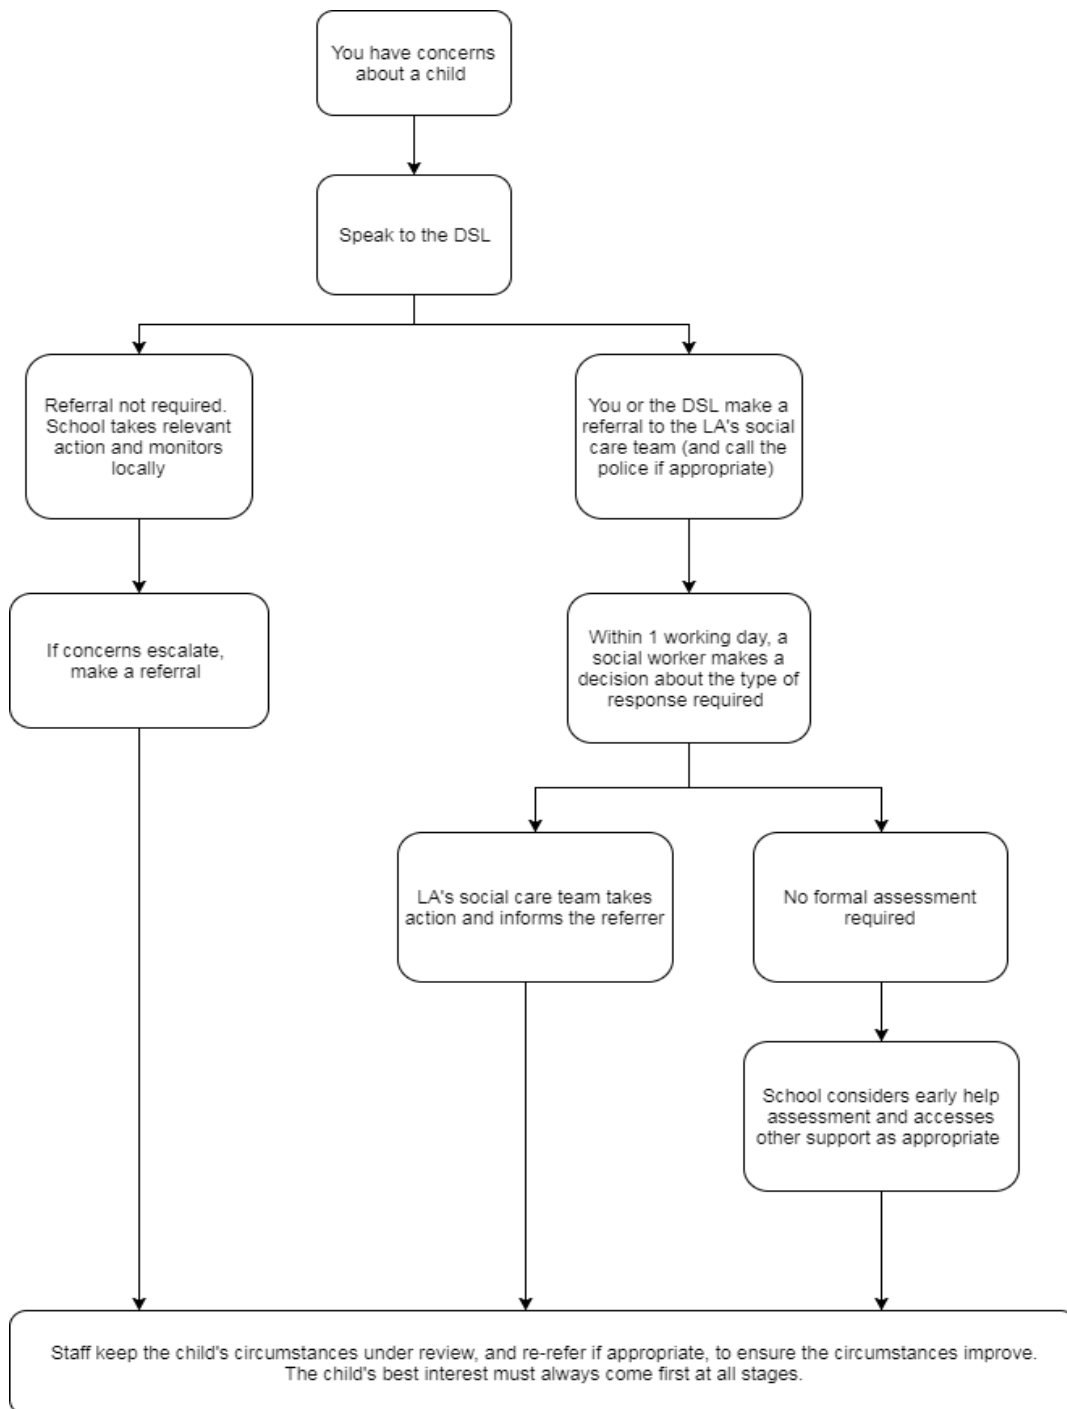 You have concerns
about a child
Speak to the DSL
Referral not required.
School takes relevant
action and monitors
locally
You or the DSL make a
referral to the LA's social
care team (and call the
police if appropriate)
If concerns escalate,
make a referral
Within 1 working day, a
social worker makes a
decision about the type of
response required
LA's social care team takes
action and informs the referrer
No formal assessment
required
School considers early help
assessment and accesses
other support as appropriate
Staff keep the child's circumstances under review, and re-refer if appropriate, to ensure the circumstances improve.
The child's best interest must always come first at all stages.